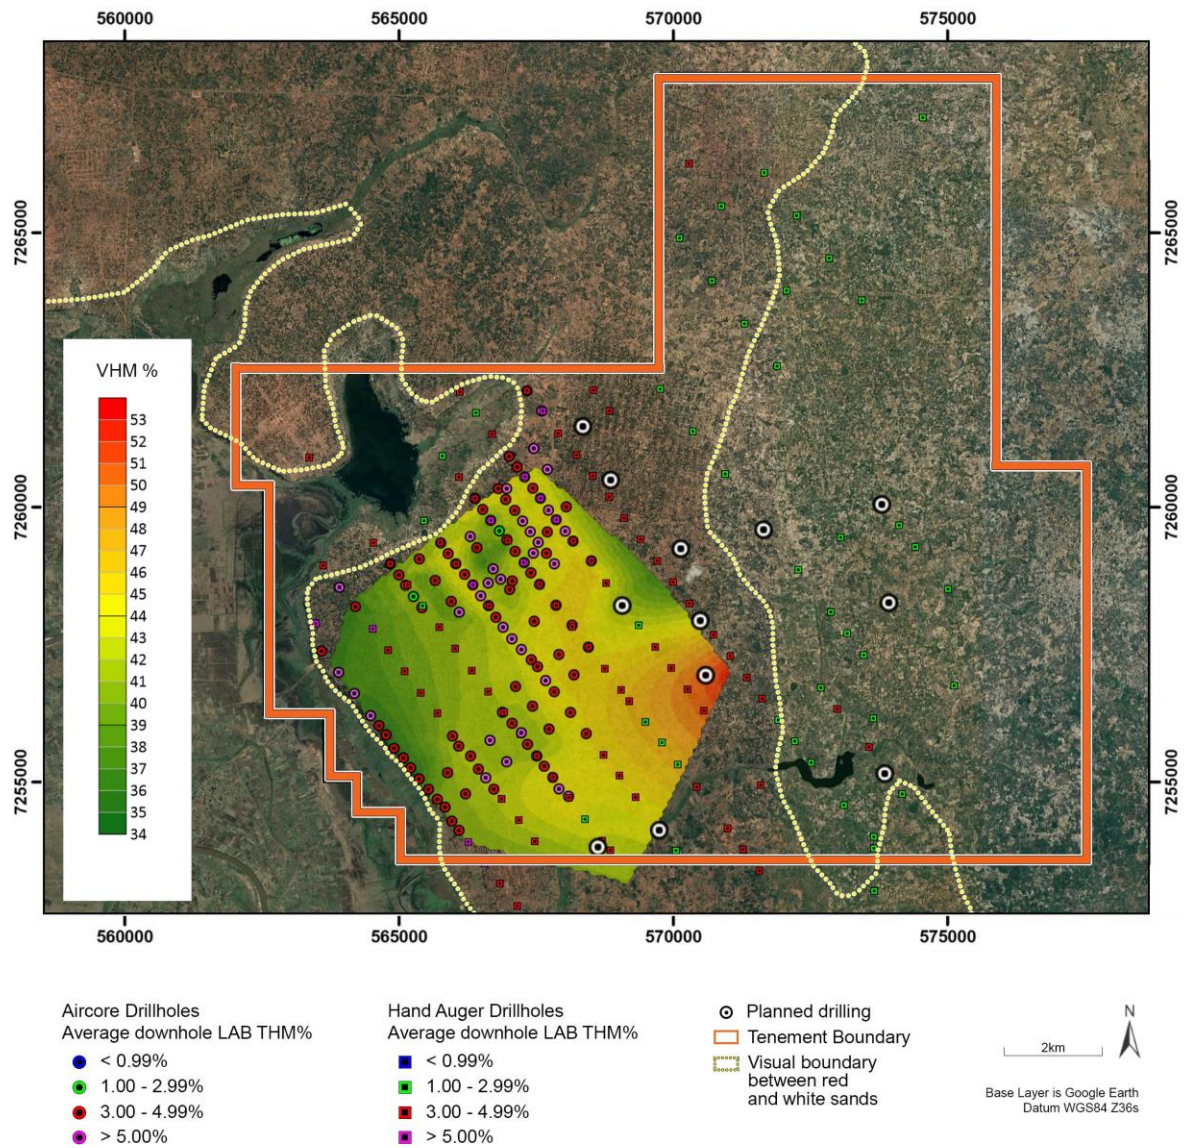 560000 565000 570000 575000
7265000
7265000
VHM %
53
52
51
50
49
48
47
46
45
44
43
42
41
40
39
38
37
36
35
34
7260000
7260000
7255000
7255000
560000 565000 570000 575000
Aircore Drillholes
Average downhole LAB THM%
< 0.99%
1.00 - 2.99%
3.00 - 4.99%
> 5.00%
Hand Auger Drillholes
Average downhole LAB THM%
< 0.99%
1.00 - 2.99%
3.00 - 4.99%
> 5.00%
Planned drilling
Tenement Boundary
Visual boundary
between red
and white sands
2km
N
Base Layer is Google Earth
Datum WGS84 Z36s